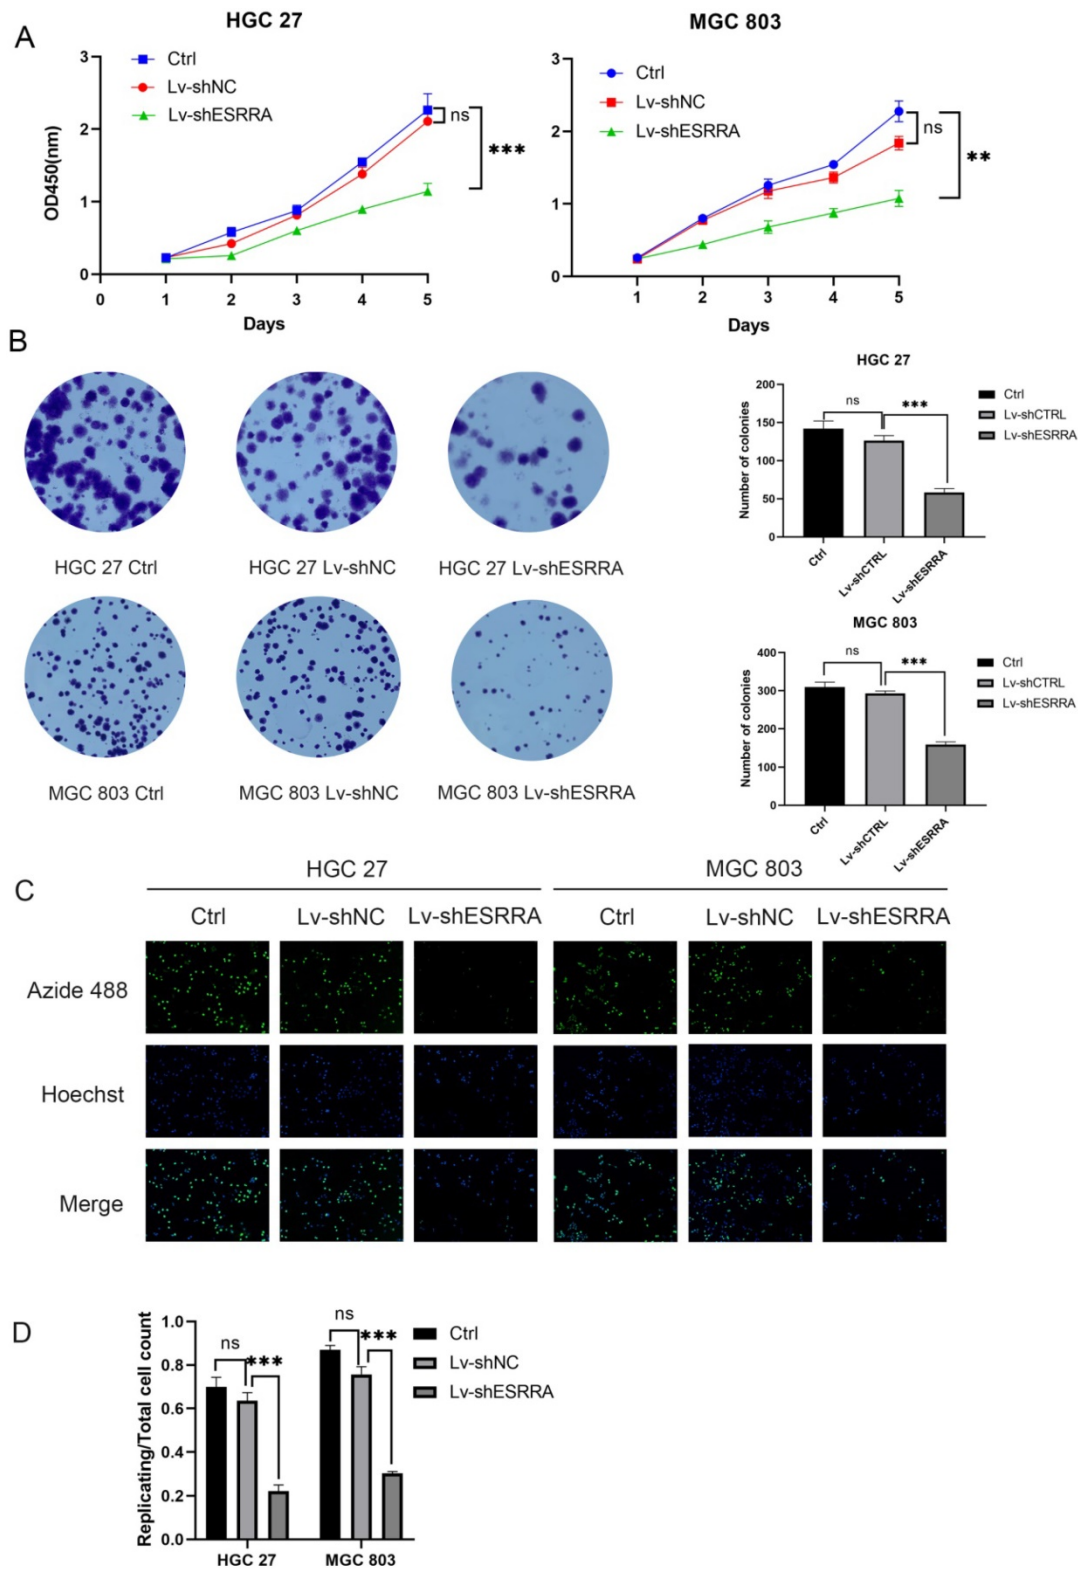 A
HGC 27
Ctrl
Lv-shNC
Lv-shESRRA
OD450(nm)
3
2
1
0
ns
***
0 1 2 3 4 5
Days
MGC 803
Ctrl
Lv-shNC
Lv-shESRRA
3
2
1
0
ns
**
1 2 3 4 5
Days
B
HGC 27 Ctrl
HGC 27 Lv-shNC
HGC 27 Lv-shESRRA
MGC 803 Ctrl
MGC 803 Lv-shNC
MGC 803 Lv-shESRRA
HGC 27
Number of colonies
200
150
100
50
0
ns
***
Ctrl
Lv-shCTRL
Lv-shESRRA
Ctrl
Lv-shCTRL
Lv-shESRRA
MGC 803
Number of colonies
400
300
200
100
0
ns
***
Ctrl
Lv-shCTRL
Lv-shESRRA
Ctrl
Lv-shCTRL
Lv-shESRRA
C
HGC 27 MGC 803
Ctrl Lv-shNC Lv-shESRRA Ctrl Lv-shNC Lv-shESRRA
Azide 488
Hoechst
Merge
D
Replicating/Total cell count
1.0
0.8
0.6
0.4
0.2
0.0
ns
***
ns
***
Ctrl
Lv-shNC
Lv-shESRRA
HGC 27 MGC 803